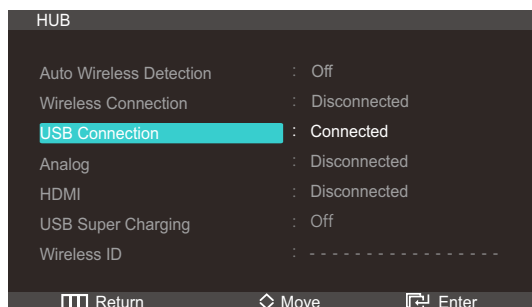 HUB
Auto Wireless Detection : Off
Wireless Connection : Disconnected
USB Connection : Connected
Analog : Disconnected
HDMI : Disconnected
USB Super Charging : Off
Wireless ID : - - - - - - - - - - - - - - - - - -
Return Move Enter